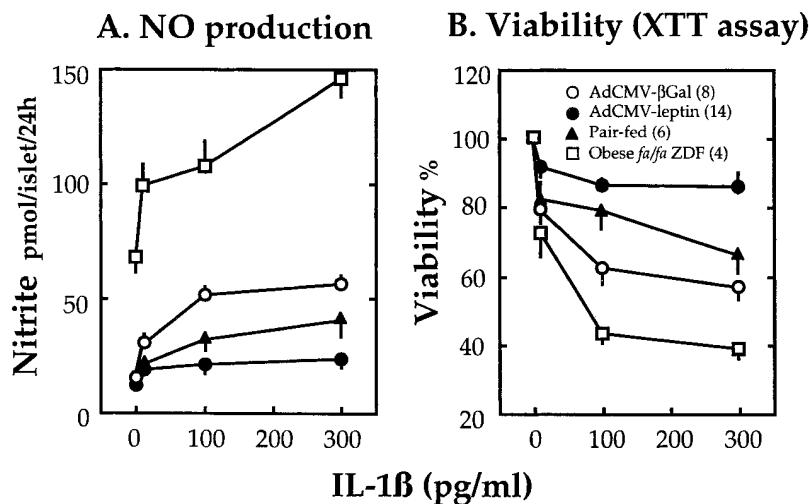 A. NO production
150
100
50
0
Nitrite pmol/islet/24h
0
100
200
300
B. Viability (XTT assay)
120
100
80
60
40
20
Viability %
AdCMV-βGal (8)
AdCMV-leptin (14)
Pair-fed (6)
Obese fa/fa ZDF (4)
0
100
200
300
IL-1ß (pg/ml)